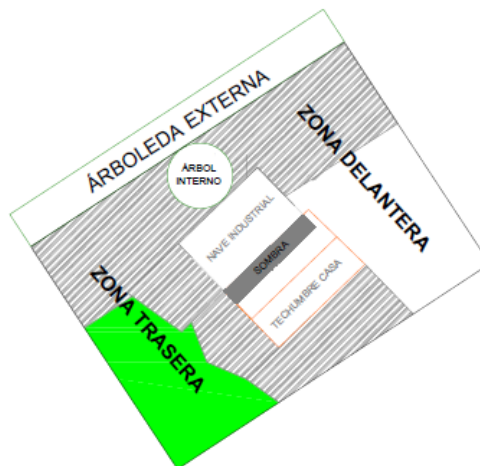 ÁRBOLEDA EXTERNA
ZONA DELANTERA
ÁRBOL
INTERNO
NAVE INDUSTRIAL
SOMBRA
TECHUMBRE CASA
ZONA TRASERA